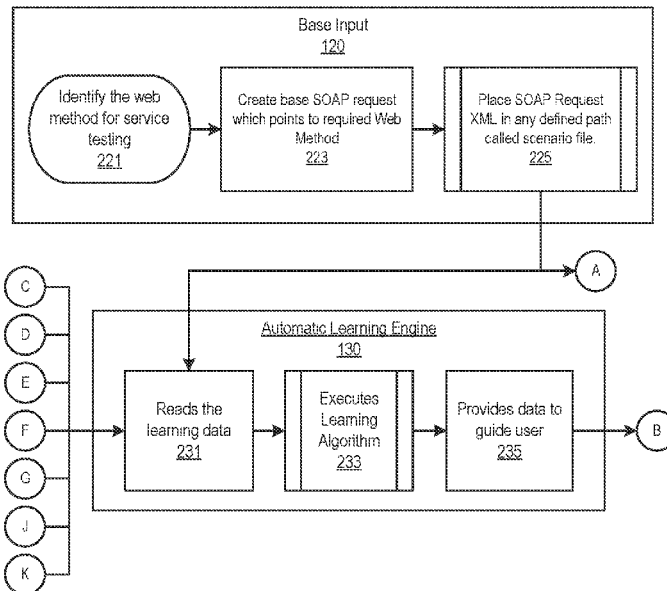 Base Input
120
Identify the web
method for service
testing
221
Create base SOAP request
which points to required Web
Method
223
Place SOAP Request
XML in any defined path
called scenario file.
225
A
C
D
E
F
G
J
K
Automatic Learning Engine
130
Reads the
learning data
231
Executes
Learning
Algorithm
233
Provides data to
guide user
235
B